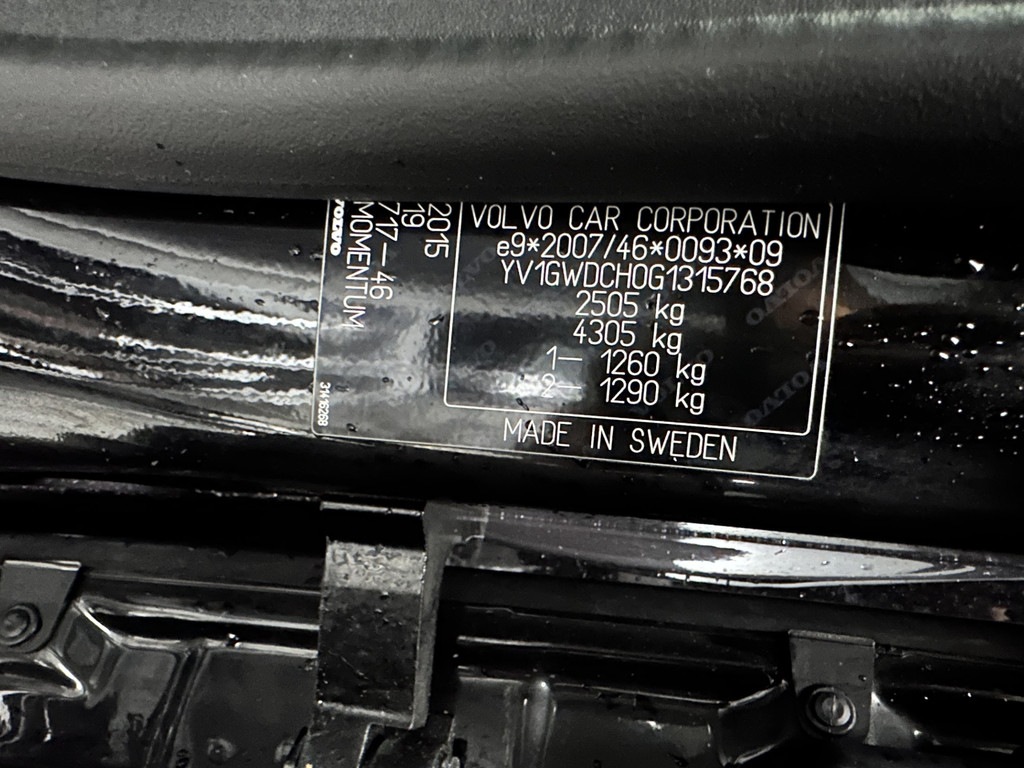 VOLVO CAR CORPORATION
e9*2007/46*0093*09
YV1GWDCH0G1315768
2505 kg
4305 kg
1— 1260 kg
2— 1290 kg
MADE IN SWEDEN
2015
19
717—46
MOMENTUM
VOLVO
31416268